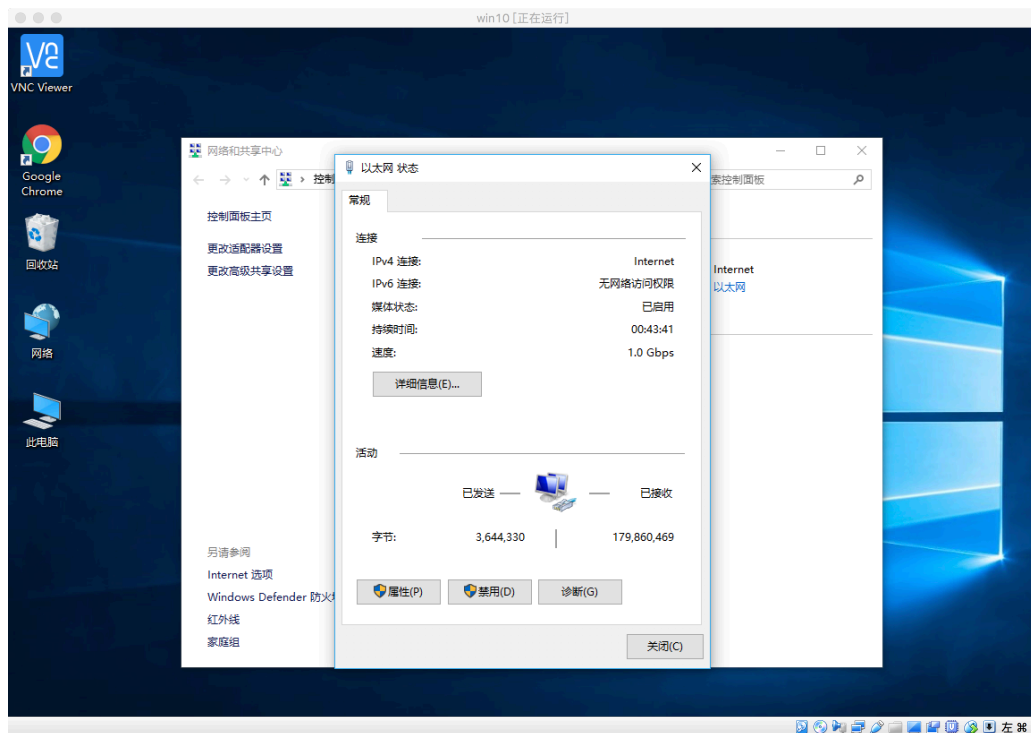 win10 [正在运行]
VNC Viewer
Google
Chrome
回收站
网络
此电脑
网络和共享中心
控制
索控制面板
控制面板主页
更改适配器设置
更改高级共享设置
Internet
以太网
另请参阅
Internet 选项
Windows Defender 防火墙
红外线
家庭组
以太网 状态
常规
连接
IPv4 连接: Internet
IPv6 连接: 无网络访问权限
媒体状态: 已启用
持续时间: 00:43:41
速度: 1.0 Gbps
详细信息(E)...
活动
已发送 — — 已接收
字节: 3,644,330 179,860,469
属性(P) 禁用(D) 诊断(G)
关闭(C)
左 ⌘